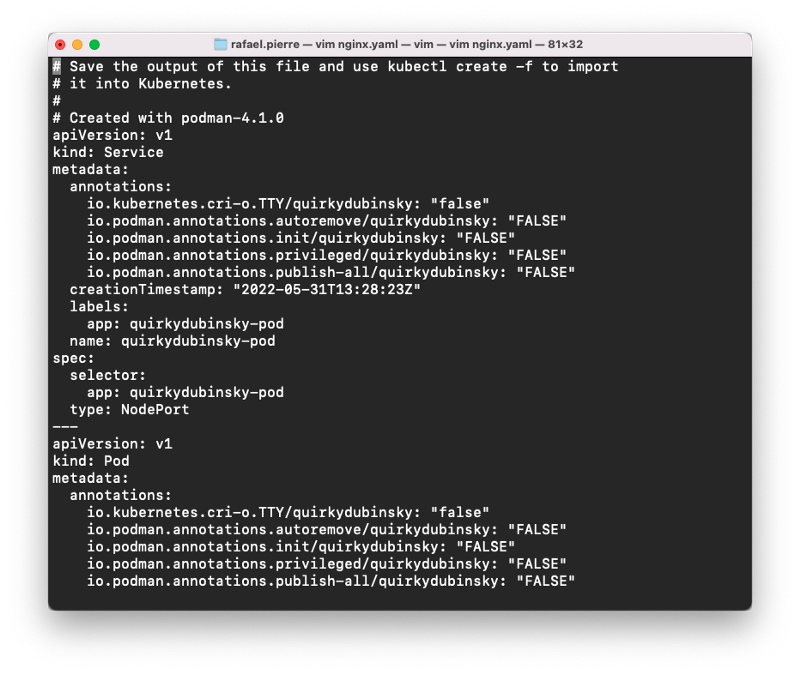 rafael.pierre — vim nginx.yaml — vim — vim nginx.yaml — 81×32
# Save the output of this file and use kubectl create -f to import
# it into Kubernetes.
#
# Created with podman-4.1.0
apiVersion: v1
kind: Service
metadata:
  annotations:
    io.kubernetes.cri-o.TTY/quirkydubinsky: "false"
    io.podman.annotations.autoremove/quirkydubinsky: "FALSE"
    io.podman.annotations.init/quirkydubinsky: "FALSE"
    io.podman.annotations.privileged/quirkydubinsky: "FALSE"
    io.podman.annotations.publish-all/quirkydubinsky: "FALSE"
  creationTimestamp: "2022-05-31T13:28:23Z"
  labels:
    app: quirkydubinsky-pod
  name: quirkydubinsky-pod
spec:
  selector:
    app: quirkydubinsky-pod
  type: NodePort
---
apiVersion: v1
kind: Pod
metadata:
  annotations:
    io.kubernetes.cri-o.TTY/quirkydubinsky: "false"
    io.podman.annotations.autoremove/quirkydubinsky: "FALSE"
    io.podman.annotations.init/quirkydubinsky: "FALSE"
    io.podman.annotations.privileged/quirkydubinsky: "FALSE"
    io.podman.annotations.publish-all/quirkydubinsky: "FALSE"